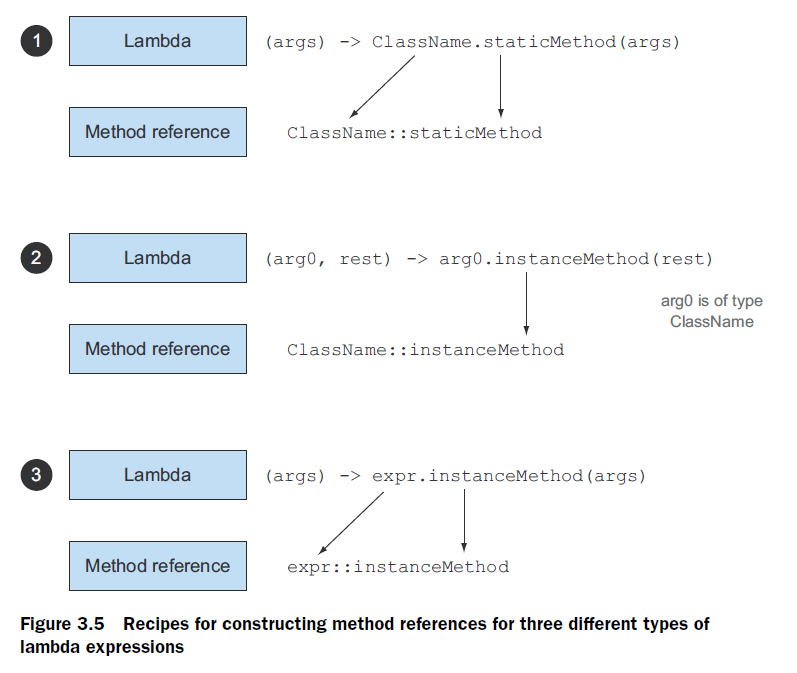 1
Lambda
(args) -> ClassName.staticMethod(args)
Method reference
ClassName::staticMethod
2
Lambda
(arg0, rest) -> arg0.instanceMethod(rest)
arg0 is of type
ClassName
Method reference
ClassName::instanceMethod
3
Lambda
(args) -> expr.instanceMethod(args)
Method reference
expr::instanceMethod
Figure 3.5 Recipes for constructing method references for three different types of
lambda expressions